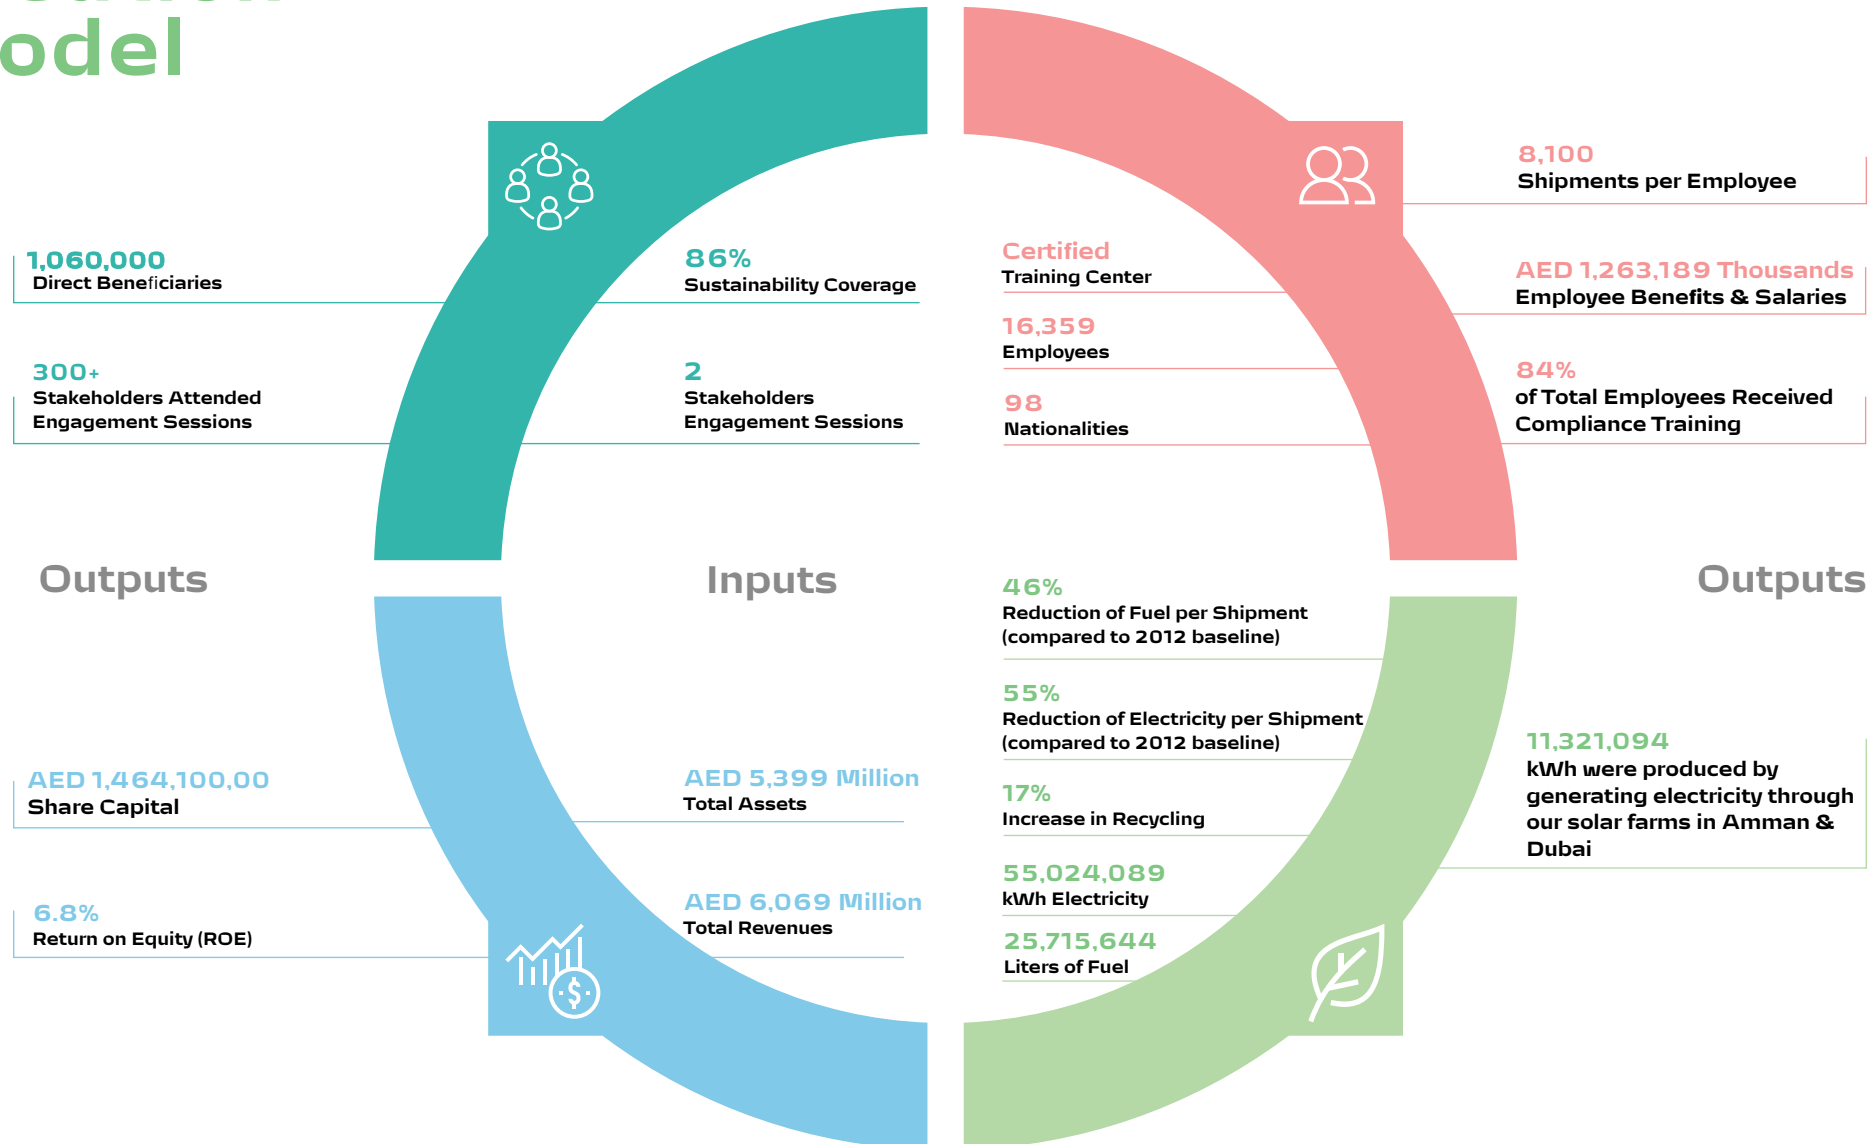 odel
1,060,000
Direct Beneficiaries
300+
Stakeholders Attended
Engagement Sessions
86%
Sustainability Coverage
2
Stakeholders
Engagement Sessions
Certified
Training Center
16,359
Employees
98
Nationalities
8,100
Shipments per Employee
AED 1,263,189 Thousands
Employee Benefits & Salaries
84%
of Total Employees Received
Compliance Training
Outputs
Inputs
Outputs
AED 1,464,100,00
Share Capital
6.8%
Return on Equity (ROE)
AED 5,399 Million
Total Assets
AED 6,069 Million
Total Revenues
46%
Reduction of Fuel per Shipment
(compared to 2012 baseline)
55%
Reduction of Electricity per Shipment
(compared to 2012 baseline)
17%
Increase in Recycling
55,024,089
kWh Electricity
25,715,644
Liters of Fuel
11,321,094
kWh were produced by
generating electricity through
our solar farms in Amman &
Dubai